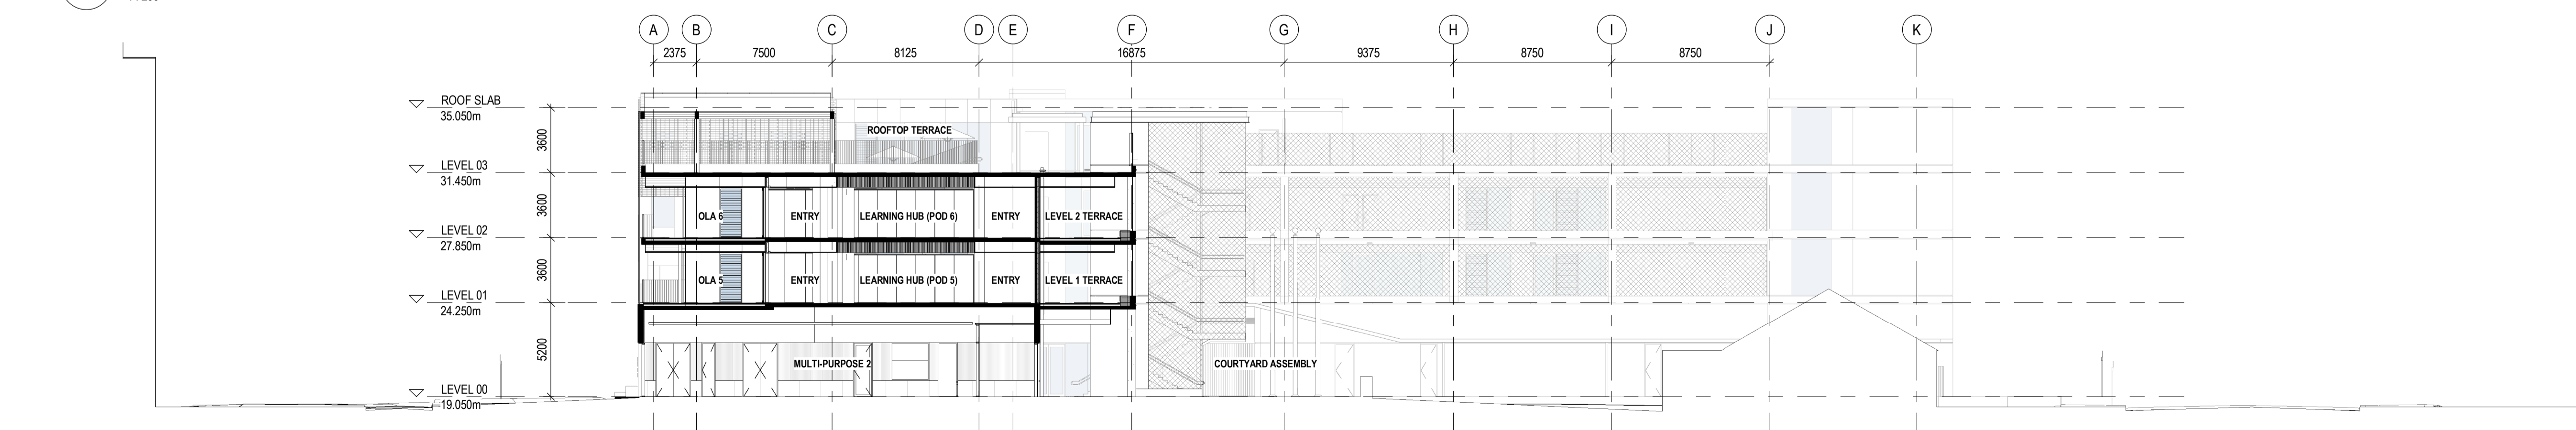 A B C D E F G H I J K
2375 7500 8125 16875 9375 8750 8750
ROOF SLAB
35.050m
3600
ROOFTOP TERRACE
LEVEL 03
31.450m
3600
OLA 6 ENTRY LEARNING HUB (POD 6) ENTRY LEVEL 2 TERRACE
LEVEL 02
27.850m
3600
OLA 5 ENTRY LEARNING HUB (POD 5) ENTRY LEVEL 1 TERRACE
LEVEL 01
24.250m
5200
MULTI-PURPOSE 2 COURTYARD ASSEMBLY
LEVEL 00
19.050m